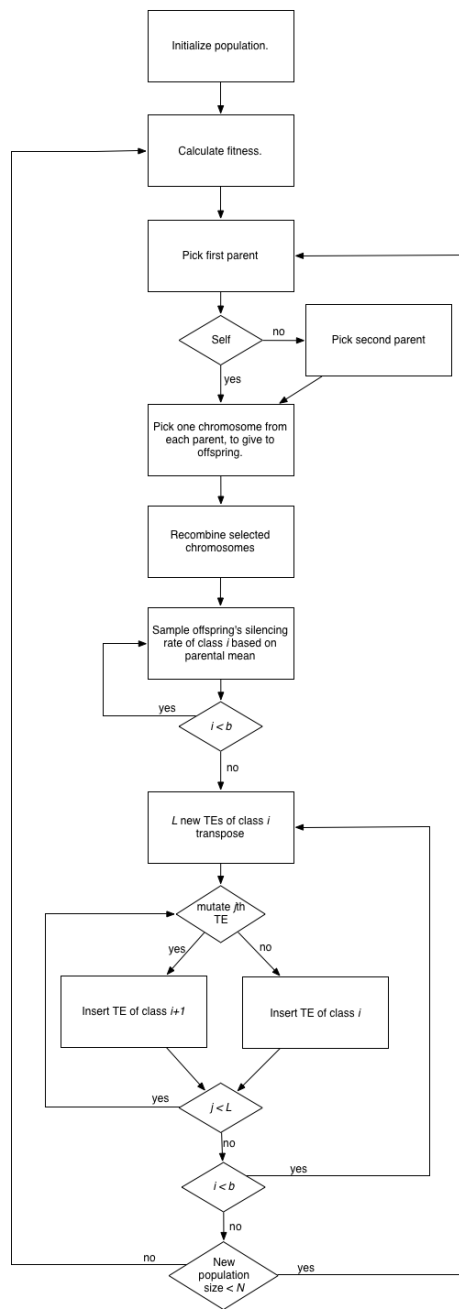 Initialize population.
Calculate fitness.
Pick first parent
Self
no
Pick second parent
yes
Pick one chromosome from
each parent, to give to
offspring.
Recombine selected
chromosomes
Sample offspring's silencing
rate of class i based on
parental mean
yes
i < b
no
L new TEs of class i
transpose
mutate jth
TE
yes
no
Insert TE of class i+1
Insert TE of class i
yes
j < L
no
i < b
yes
no
no
New
population
size < N
yes